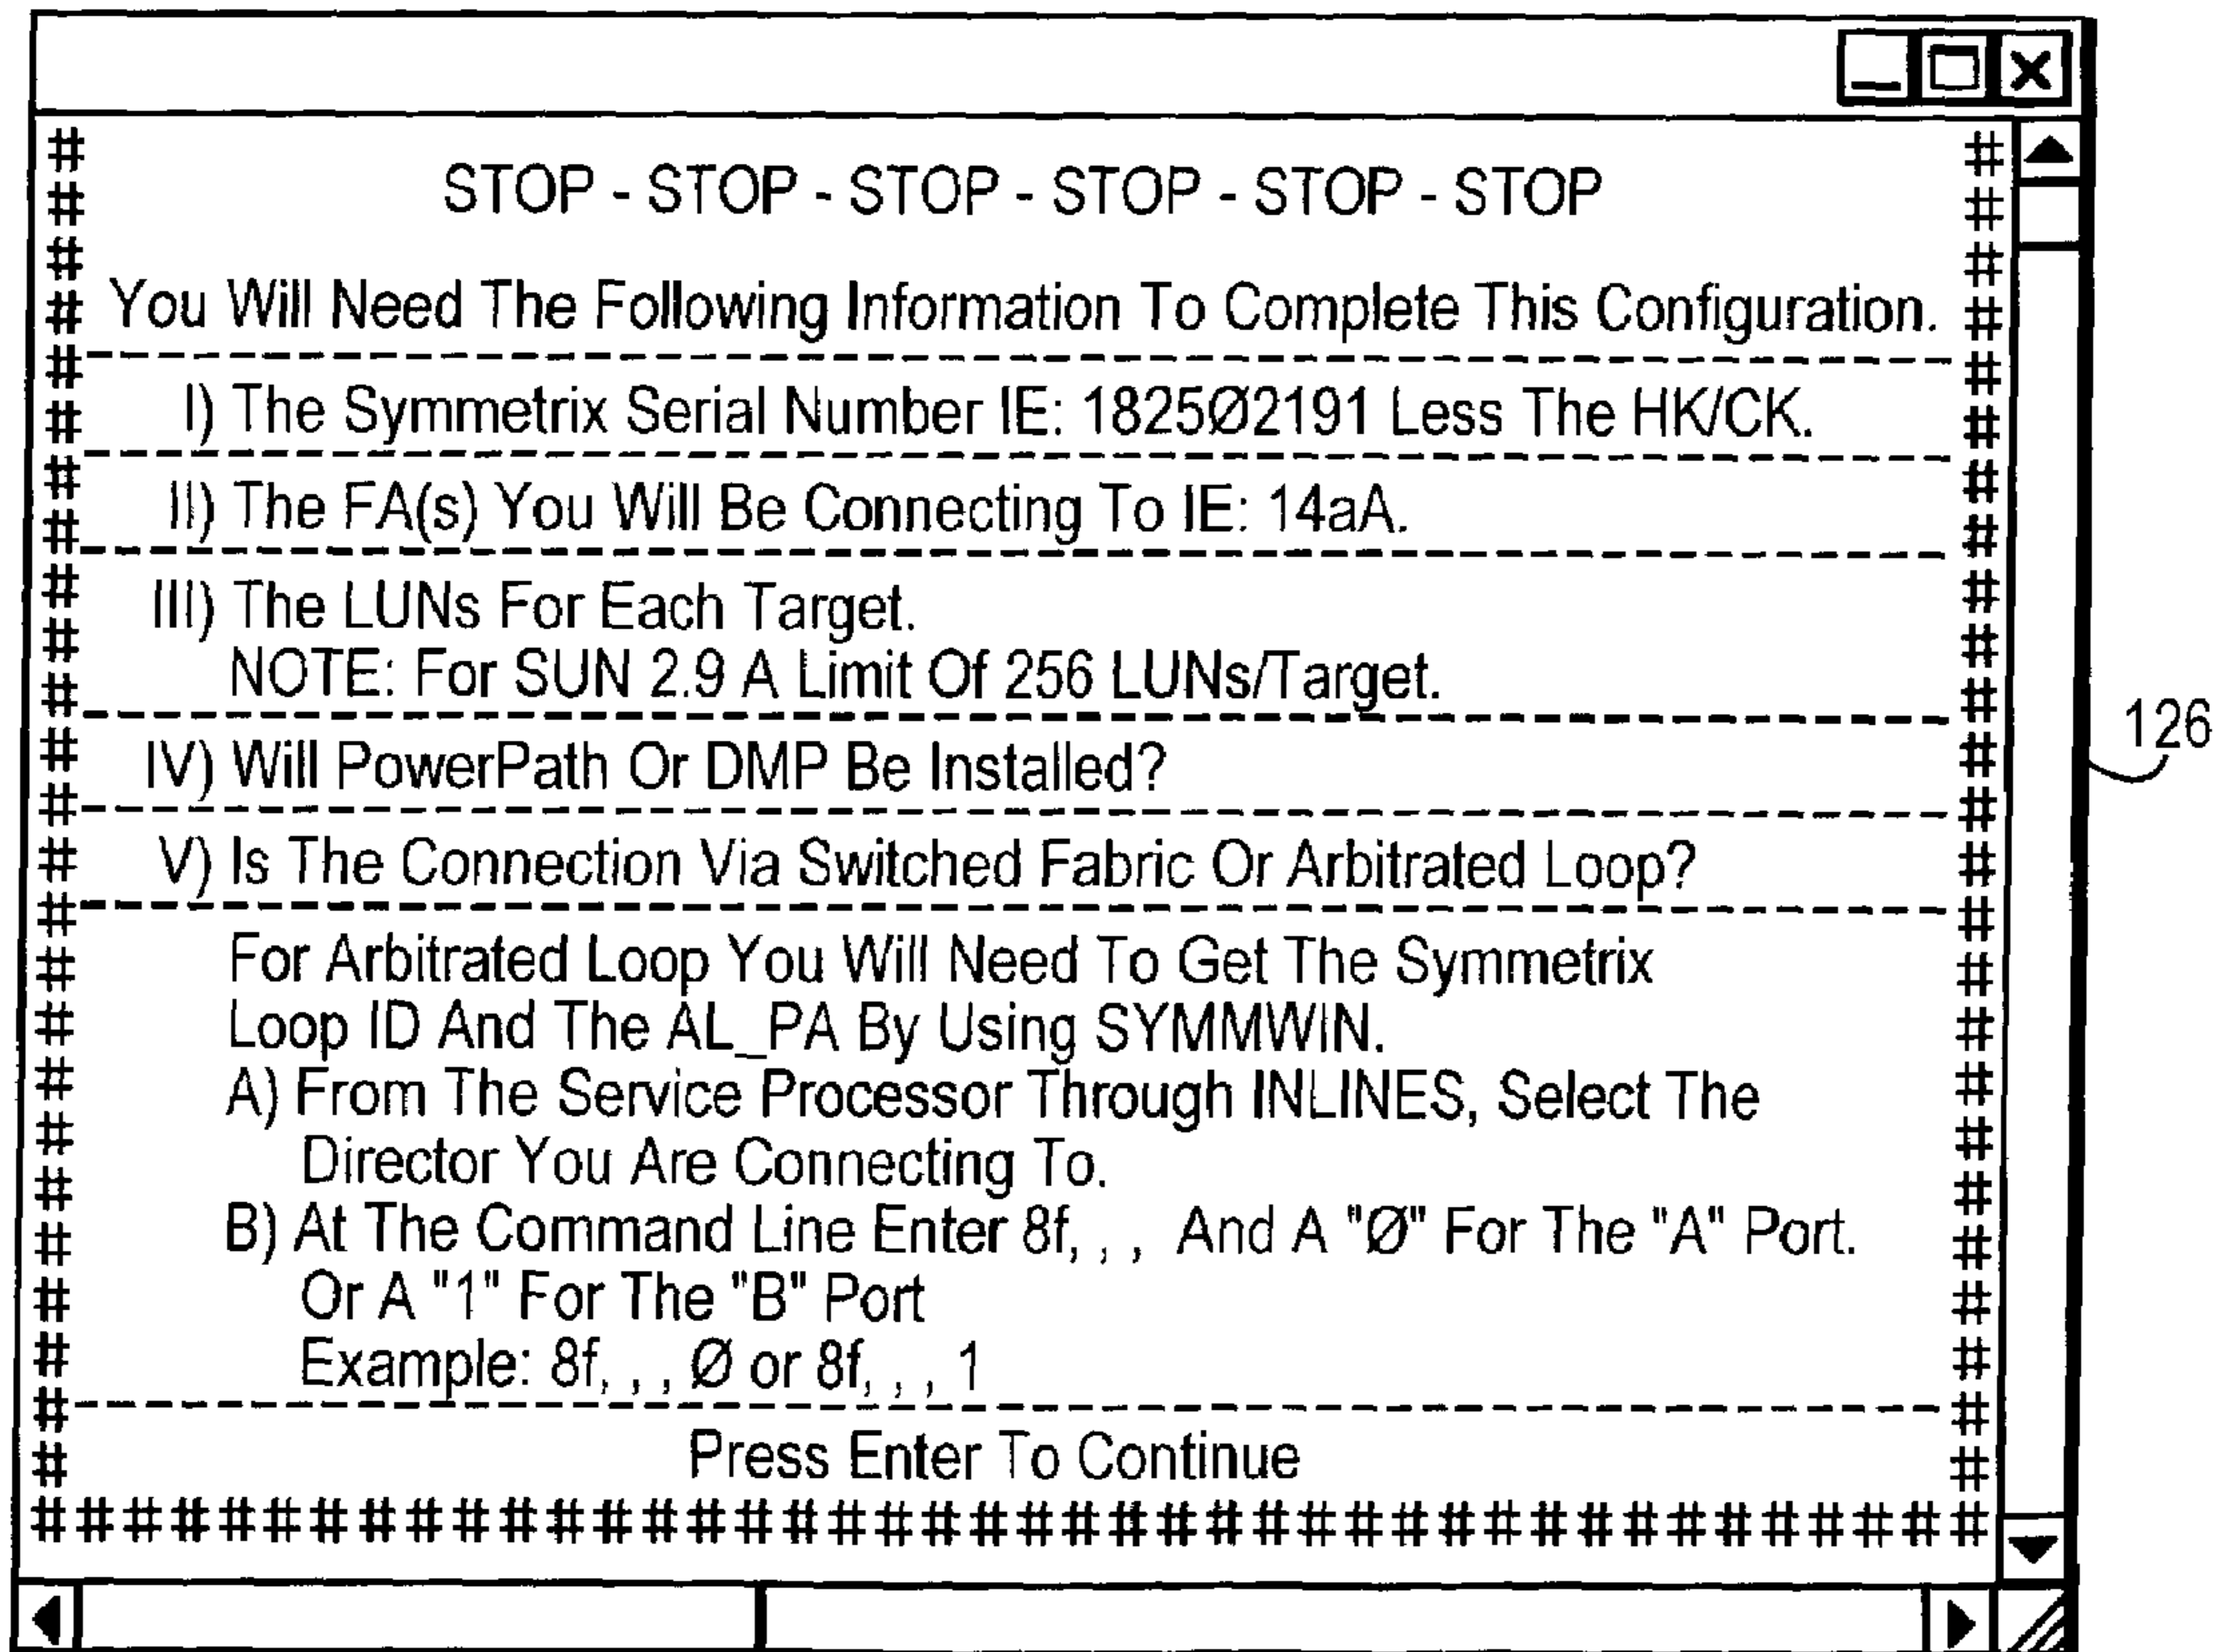 # STOP - STOP - STOP - STOP - STOP - STOP #
# You Will Need The Following Information To Complete This Configuration. #
#---------------------------------------#
# I) The Symmetrix Serial Number IE: 1825Ø2191 Less The HK/CK. #
#---------------------------------------#
# II) The FA(s) You Will Be Connecting To IE: 14aA. #
#---------------------------------------#
# III) The LUNs For Each Target. #
# NOTE: For SUN 2.9 A Limit Of 256 LUNs/Target. #
#---------------------------------------#
# IV) Will PowerPath Or DMP Be Installed? #
#---------------------------------------#
# V) Is The Connection Via Switched Fabric Or Arbitrated Loop? #
#---------------------------------------#
# For Arbitrated Loop You Will Need To Get The Symmetrix #
# Loop ID And The AL_PA By Using SYMMWIN. #
# A) From The Service Processor Through INLINES, Select The #
# Director You Are Connecting To. #
# B) At The Command Line Enter 8f, , , And A "Ø" For The "A" Port. #
# Or A "1" For The "B" Port #
# Example: 8f, , , Ø or 8f, , , 1 #
#---------------------------------------#
# Press Enter To Continue #
##########################################
126